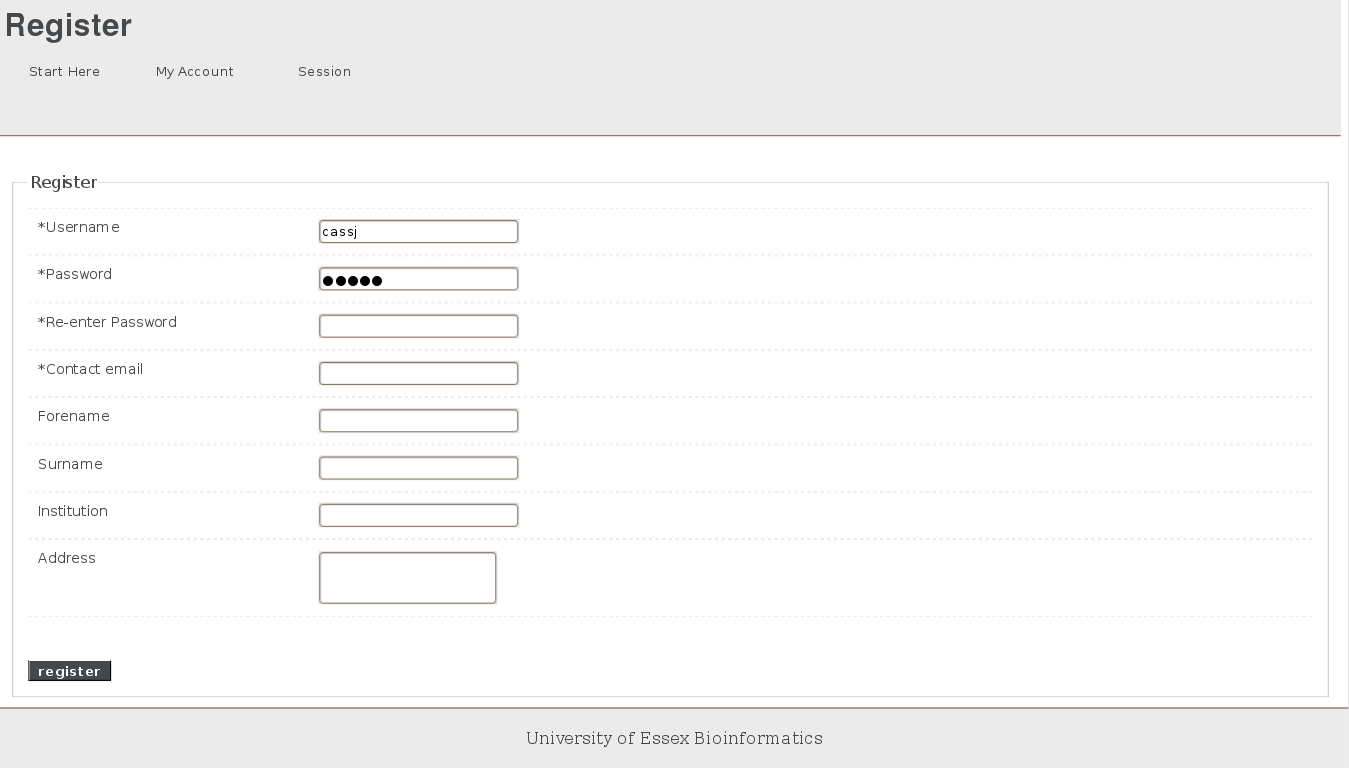 Register
Start Here My Account Session
Register
*Username cassj
*Password ●●●●●
*Re-enter Password
*Contact email
Forename
Surname
Institution
Address
register
University of Essex Bioinformatics